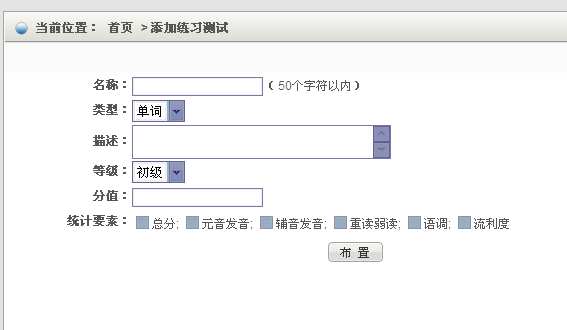 当前位置： 首页 >添加练习测试
名称：（50个字符以内）
类型：单词
描述：
等级：初级
分值：
统计要素：总分; 元音发音; 辅音发音; 重读弱读; 语调; 流利度
布 置